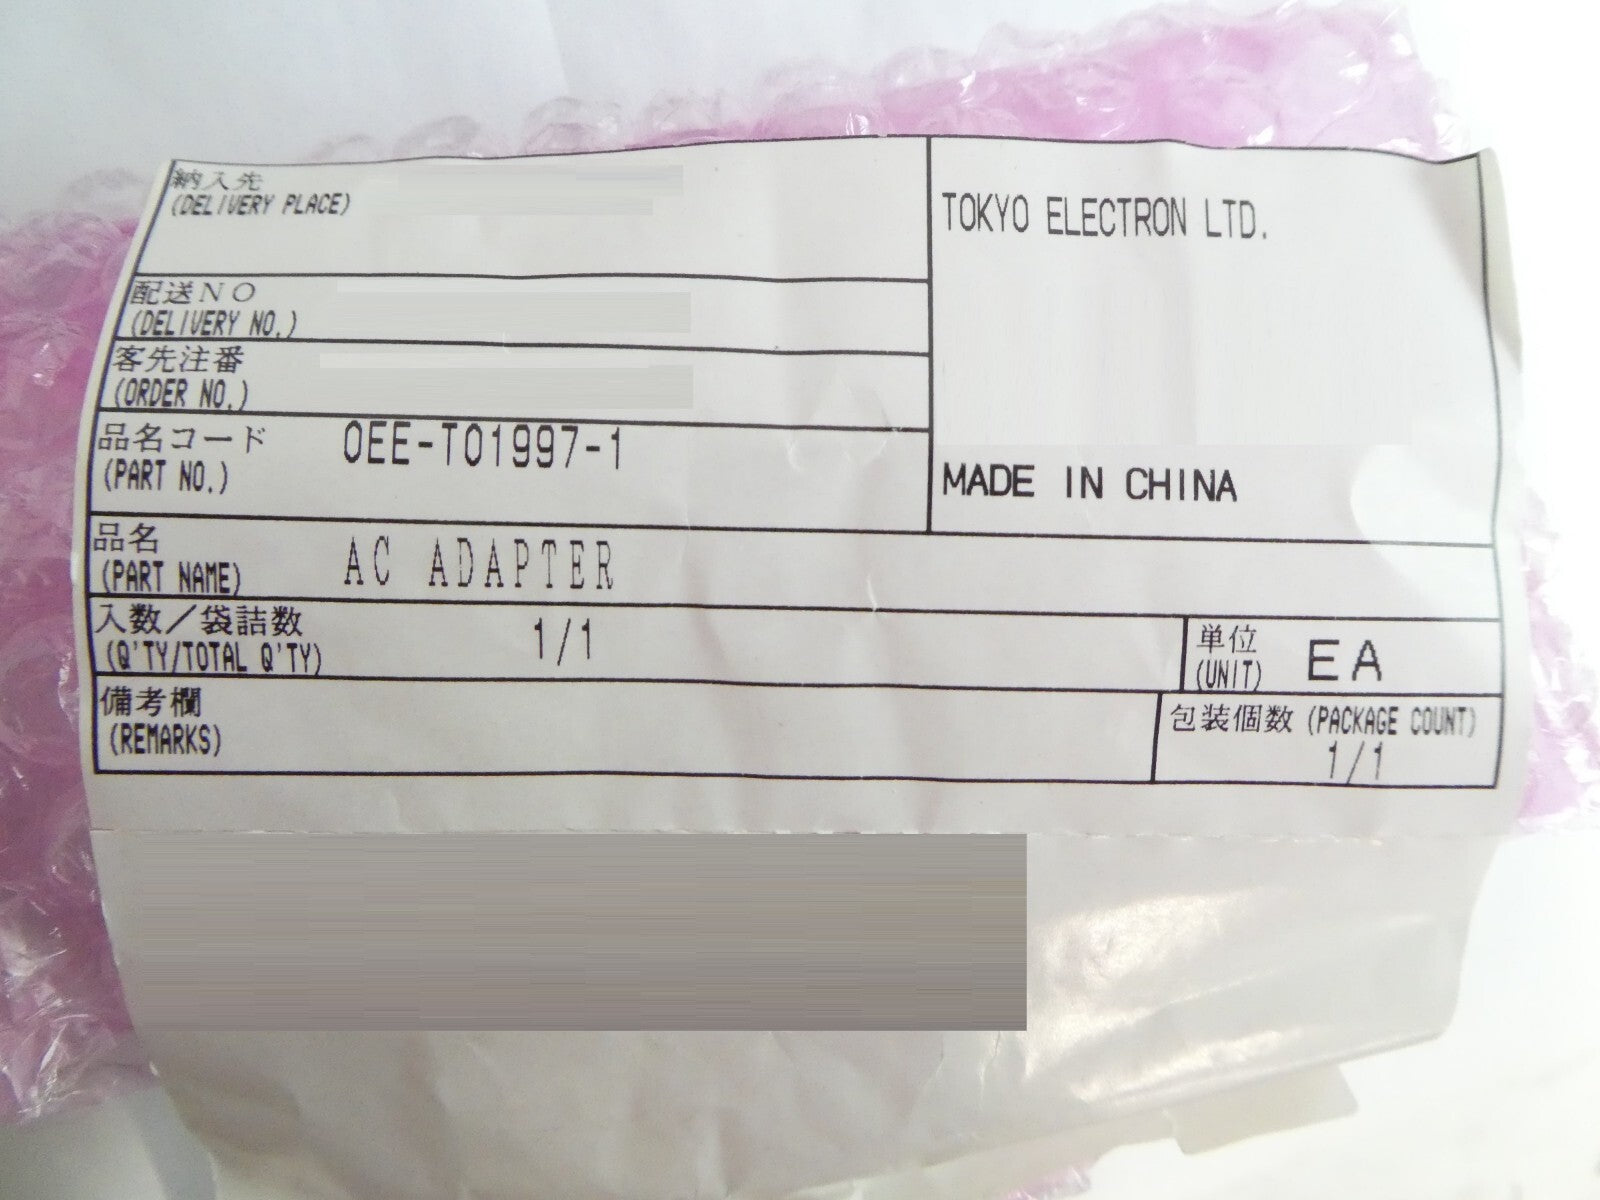 納入先
(DELIVERY PLACE)
TOKYO ELECTRON LTD.
配送NO
(DELIVERY NO.)
客先注番
(ORDER NO.)
品名コード OEE-T01997-1
(PART NO.)
MADE IN CHINA
品名
(PART NAME) AC ADAPTER
入数/袋詰数 1/1
(Q'TY/TOTAL Q'TY)
単位
(UNIT) EA
備考欄
(REMARKS)
包装個数 (PACKAGE COUNT)
1/1